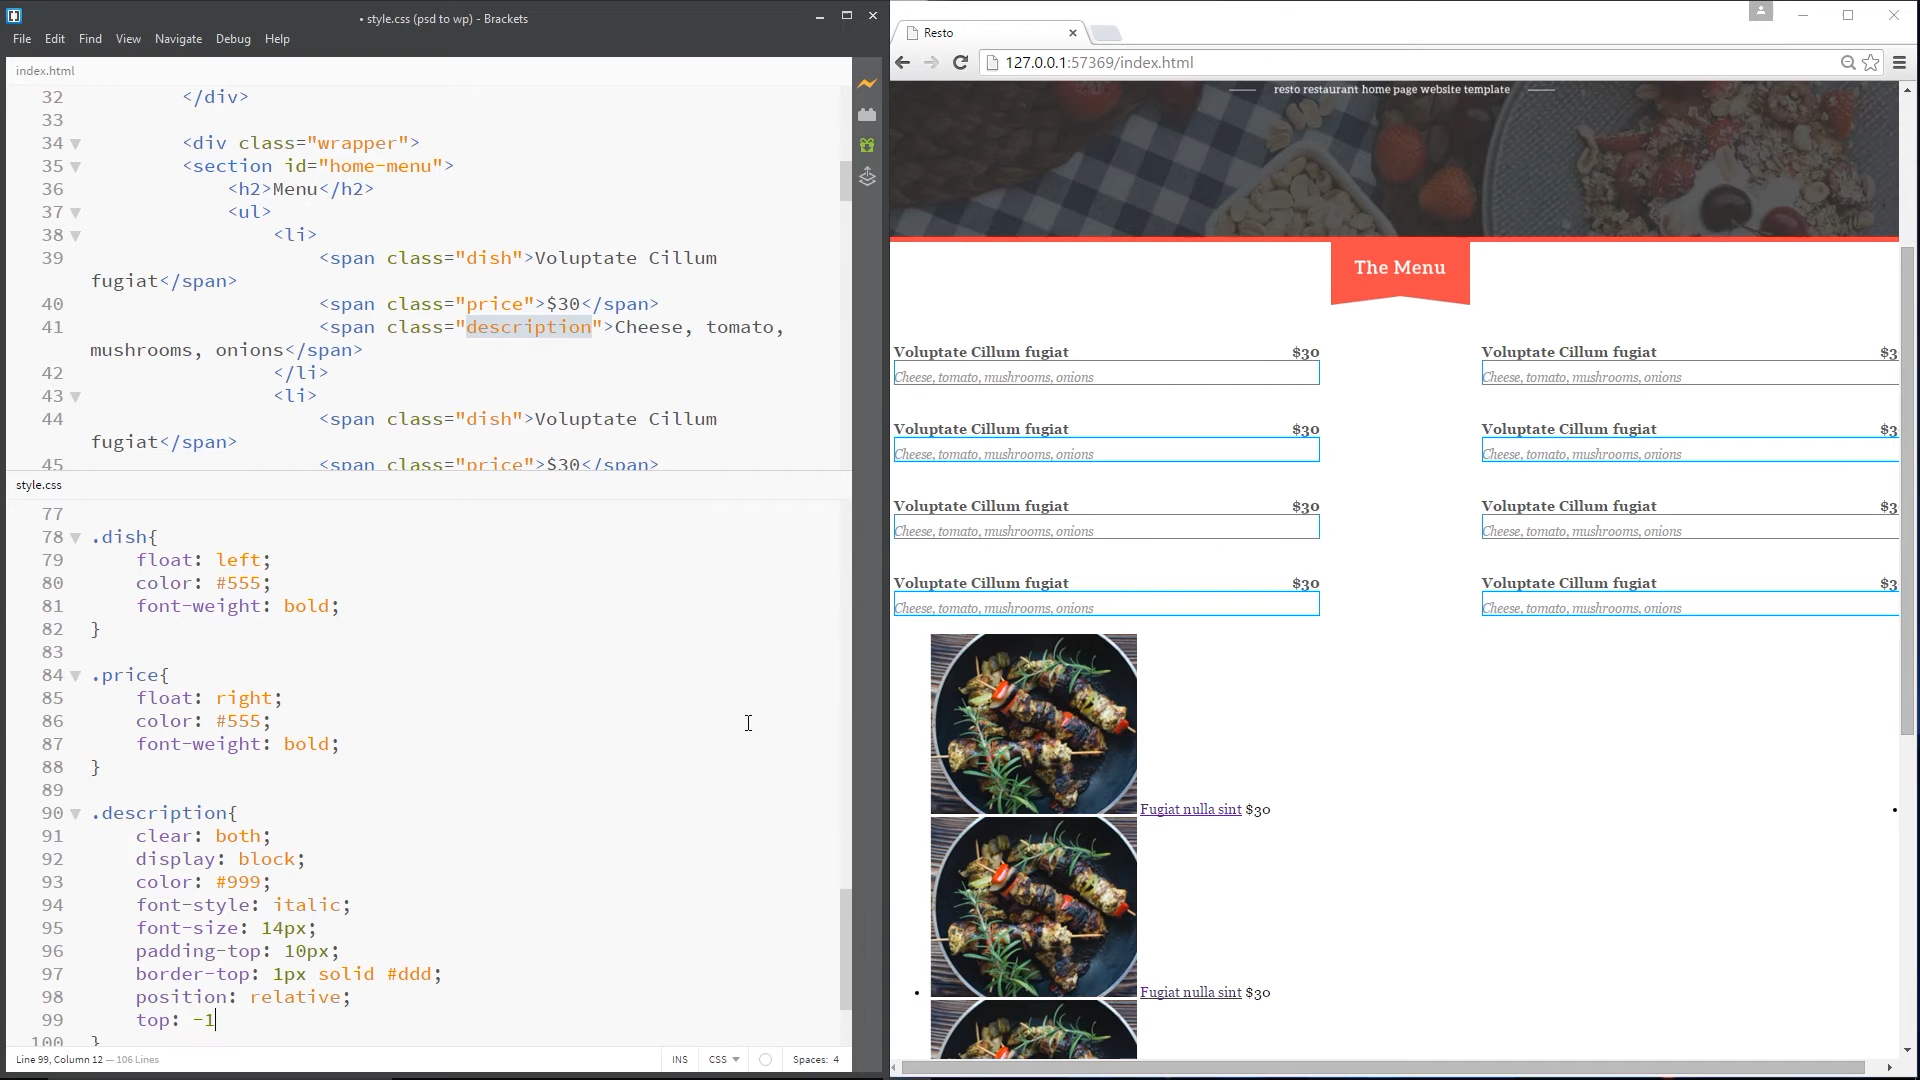 • style.css (psd to wp) - Brackets
File Edit Find View Navigate Debug Help
index.html
32 </div>
33
34 <div class="wrapper">
35 <section id="home-menu">
36 <h2>Menu</h2>
37 <ul>
38 <li>
39 <span class="dish">Voluptate Cillum
fugiat</span>
40 <span class="price">$30</span>
41 <span class="description">Cheese, tomato,
mushrooms, onions</span>
42 </li>
43 <li>
44 <span class="dish">Voluptate Cillum
fugiat</span>
45 <span class="price">$30</span>
style.css
77
78 .dish{
79 float: left;
80 color: #555;
81 font-weight: bold;
82 }
83
84 .price{
85 float: right;
86 color: #555;
87 font-weight: bold;
88 }
89
90 .description{
91 clear: both;
92 display: block;
93 color: #999;
94 font-style: italic;
95 font-size: 14px;
96 padding-top: 10px;
97 border-top: 1px solid #ddd;
98 position: relative;
99 top: -1
100 }
Line 99, Column 12 — 106 Lines
INS CSS Spaces: 4
Resto
127.0.0.1:57369/index.html
resto restaurant home page website template
The Menu
Voluptate Cillum fugiat $30 Voluptate Cillum fugiat $3
Cheese, tomato, mushrooms, onions Cheese, tomato, mushrooms, onions
Voluptate Cillum fugiat $30 Voluptate Cillum fugiat $3
Cheese, tomato, mushrooms, onions Cheese, tomato, mushrooms, onions
Voluptate Cillum fugiat $30 Voluptate Cillum fugiat $3
Cheese, tomato, mushrooms, onions Cheese, tomato, mushrooms, onions
Voluptate Cillum fugiat $30 Voluptate Cillum fugiat $3
Cheese, tomato, mushrooms, onions Cheese, tomato, mushrooms, onions
Fugiat nulla sint $30
Fugiat nulla sint $30